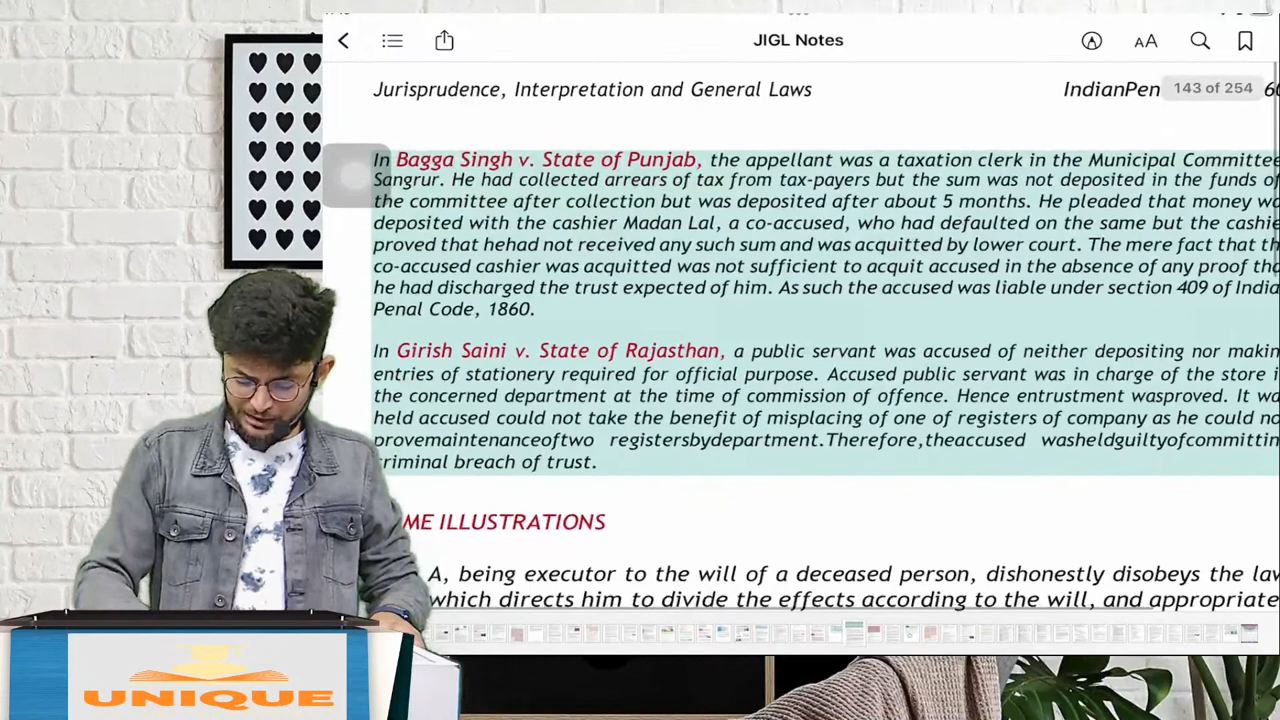 JIGL Notes
AA
Jurisprudence, Interpretation and General Laws
IndianPen
143 of 254
In Bagga Singh v. State of Punjab, the appellant was a taxation clerk in the Municipal Committee
Sangrur. He had collected arrears of tax from tax-payers but the sum was not deposited in the funds of
the committee after collection but was deposited after about 5 months. He pleaded that money wa
deposited with the cashier Madan Lal, a co-accused, who had defaulted on the same but the cashie
proved that hehad not received any such sum and was acquitted by lower court. The mere fact that th
co-accused cashier was acquitted was not sufficient to acquit accused in the absence of any proof tha
he had discharged the trust expected of him. As such the accused was liable under section 409 of India
Penal Code, 1860.
In Girish Saini v. State of Rajasthan, a public servant was accused of neither depositing nor makin
entries of stationery required for official purpose. Accused public servant was in charge of the store i
the concerned department at the time of commission of offence. Hence entrustment wasproved. It wa
held accused could not take the benefit of misplacing of one of registers of company as he could no
provemaintenanceoftwo registersbydepartment.Therefore,theaccused washeldguiltyofcommittin
criminal breach of trust.
ME ILLUSTRATIONS
A, being executor to the will of a deceased person, dishonestly disobeys the law
which directs him to divide the effects according to the will, and appropriate
UNIQUE